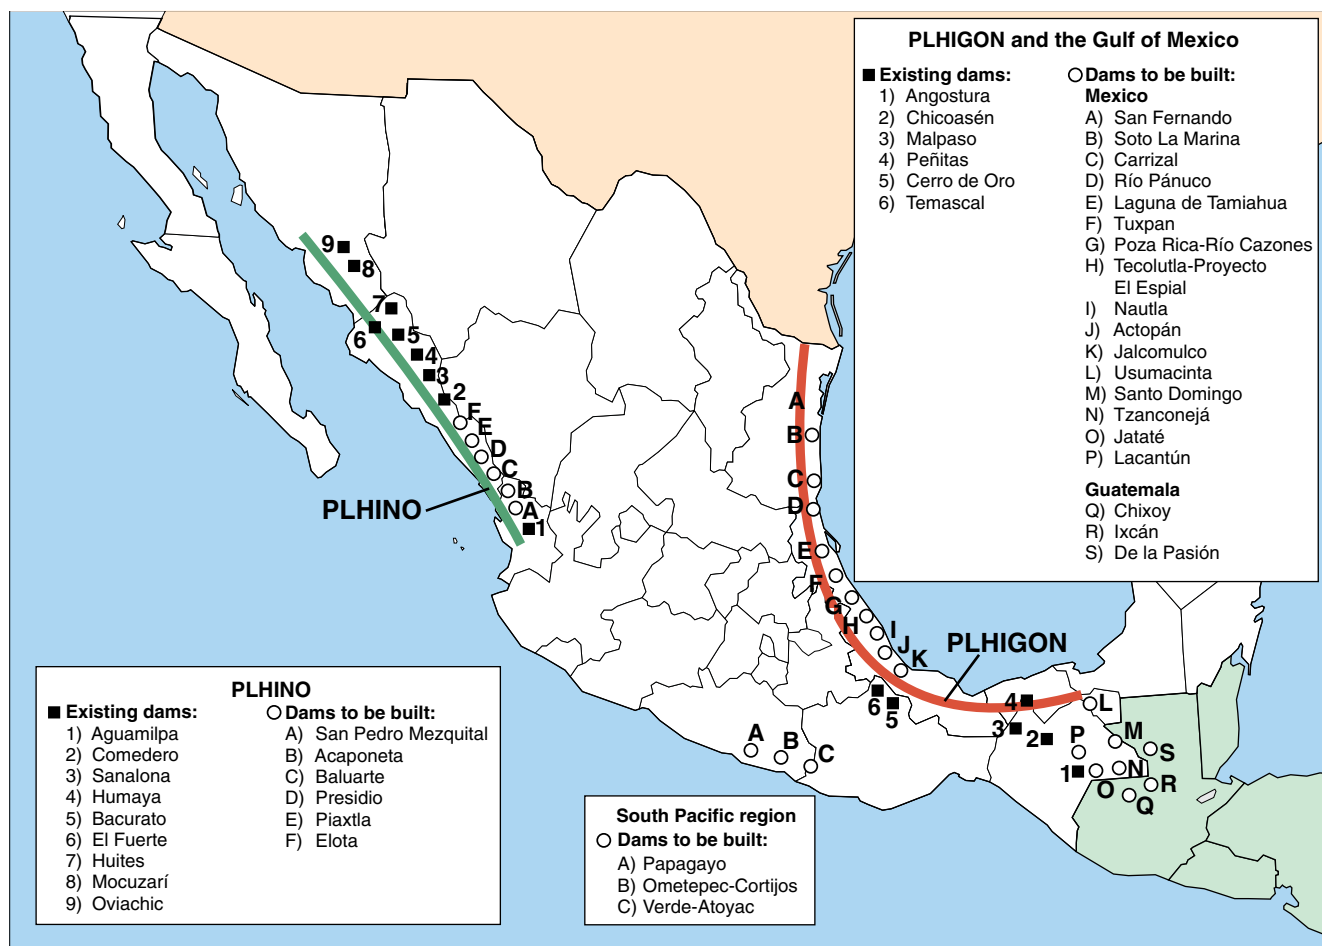 PLHIGON and the Gulf of Mexico
Existing dams:
1) Angostura
2) Chicoasén
3) Malpaso
4) Peñitas
5) Cerro de Oro
6) Temascal
Dams to be built:
Mexico
A) San Fernando
B) Soto La Marina
C) Carrizal
D) Río Pánuco
E) Laguna de Tamiahua
F) Tuxpan
G) Poza Rica-Río Cazones
H) Tecolutla-Proyecto
El Espial
I) Nautla
J) Actopán
K) Jalcomulco
L) Usumacinta
M) Santo Domingo
N) Tzanconejá
O) Jataté
P) Lacantún
Guatemala
Q) Chixoy
R) Ixcán
S) De la Pasión
9
8
7
6
5
4
3
2
F
E
D
C
B
A
1
PLHINO
A
B
C
D
E
F
G
H
I
J
K
PLHIGON
6
5
4
3
2
1
L
M
S
P
N
O
R
Q
A
B
C
PLHINO
Existing dams:
1) Aguamilpa
2) Comedero
3) Sanalona
4) Humaya
5) Bacurato
6) El Fuerte
7) Huites
8) Mocuzarí
9) Oviachic
Dams to be built:
A) San Pedro Mezquital
B) Acaponeta
C) Baluarte
D) Presidio
E) Piaxtla
F) Elota
South Pacific region
Dams to be built:
A) Papagayo
B) Ometepec-Cortijos
C) Verde-Atoyac